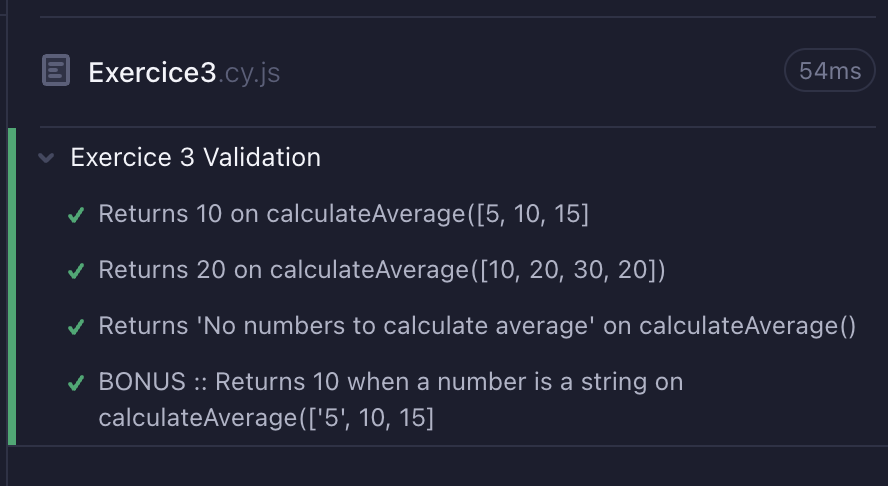 Exercice3.cy.js 54ms
Exercice 3 Validation
Returns 10 on calculateAverage([5, 10, 15]
Returns 20 on calculateAverage([10, 20, 30, 20])
Returns 'No numbers to calculate average' on calculateAverage()
BONUS :: Returns 10 when a number is a string on
calculateAverage(['5', 10, 15]